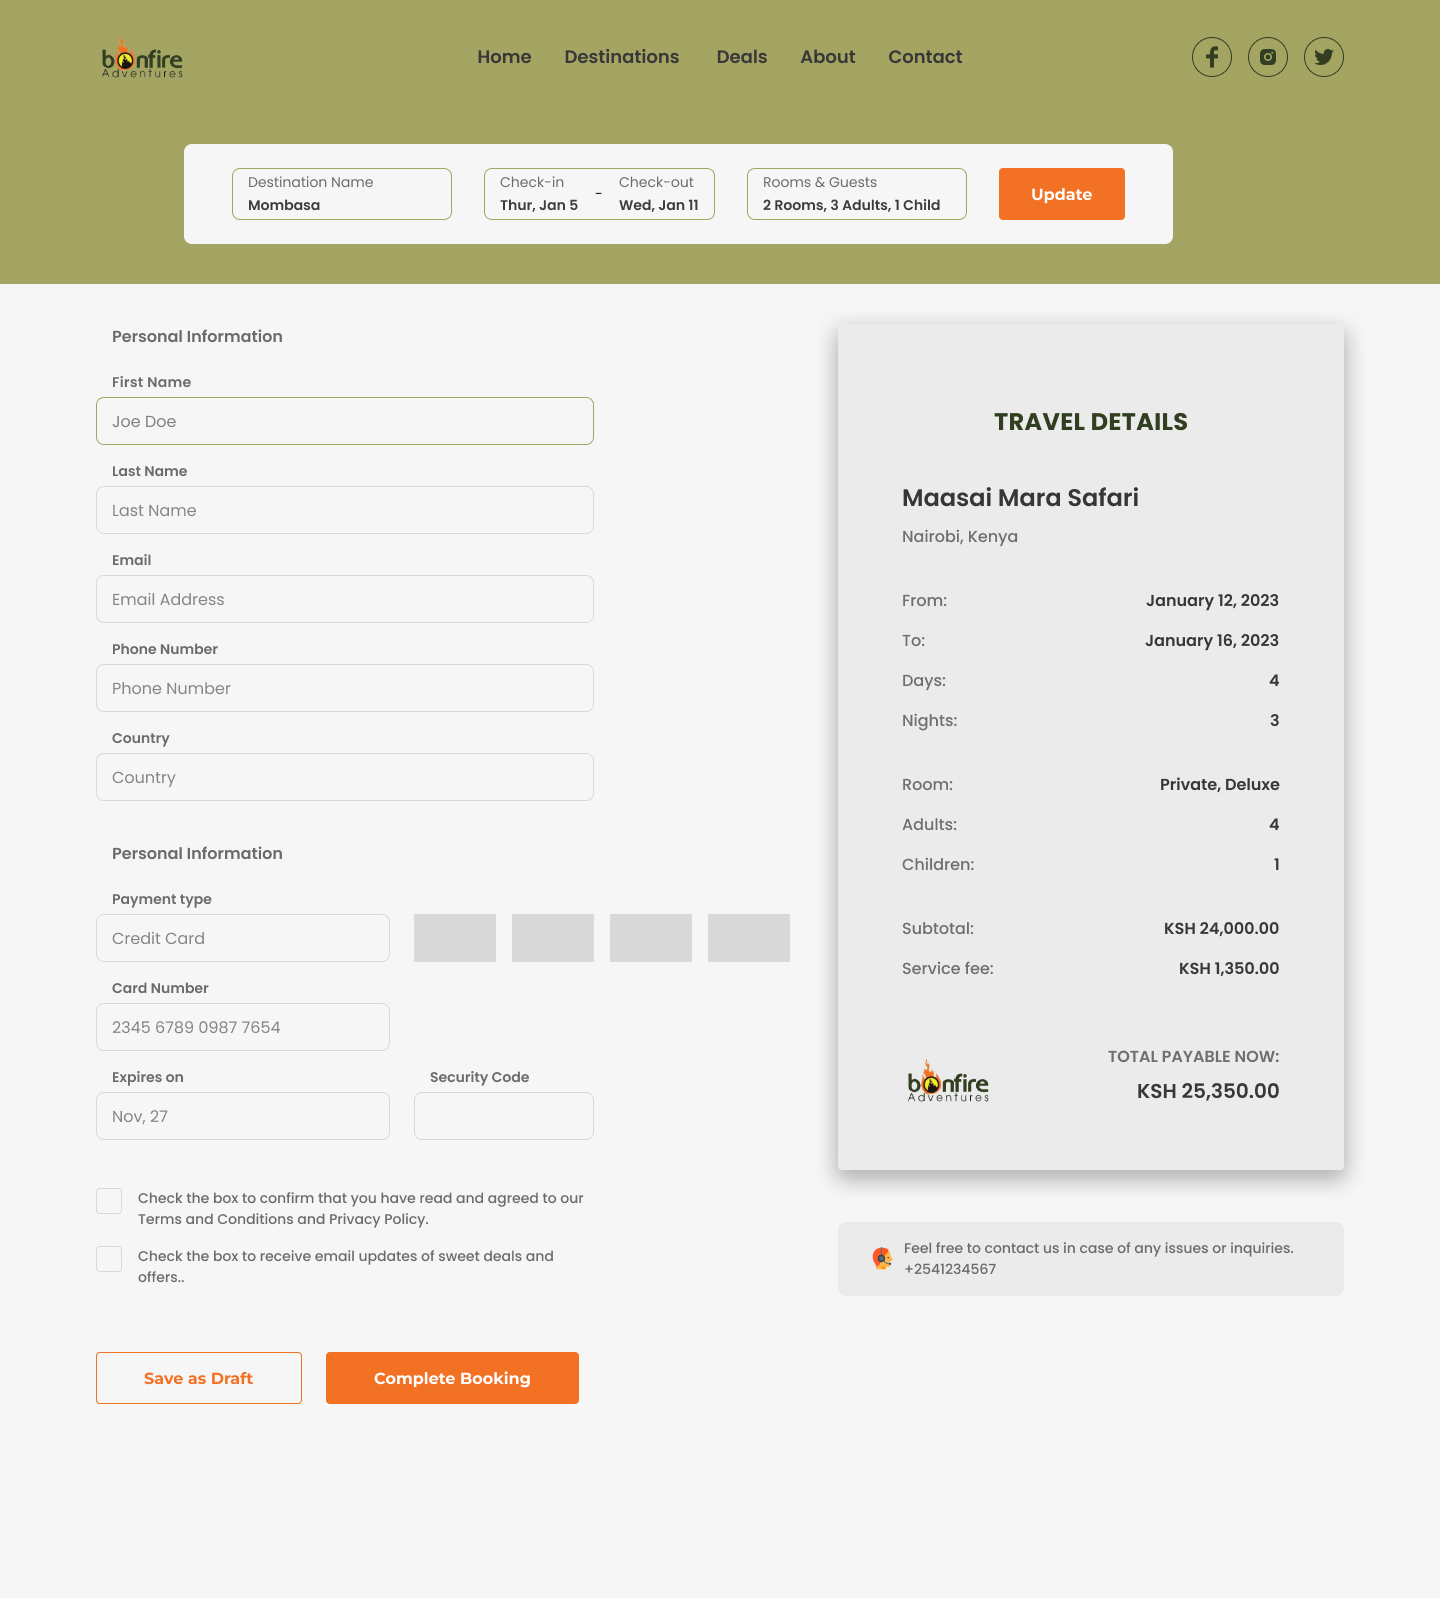 bonfire
Adventures
Home Destinations Deals About Contact
Destination Name
Mombasa
Check-in - Check-out
Thur, Jan 5 Wed, Jan 11
Rooms & Guests
2 Rooms, 3 Adults, 1 Child
Update
Personal Information
First Name
Joe Doe
Last Name
Last Name
Email
Email Address
Phone Number
Phone Number
Country
Country
Personal Information
Payment type
Credit Card
Card Number
2345 6789 0987 7654
Expires on Security Code
Nov, 27
Check the box to confirm that you have read and agreed to our
Terms and Conditions and Privacy Policy.
Check the box to receive email updates of sweet deals and
offers..
Save as Draft Complete Booking
TRAVEL DETAILS
Maasai Mara Safari
Nairobi, Kenya
From: January 12, 2023
To: January 16, 2023
Days: 4
Nights: 3
Room: Private, Deluxe
Adults: 4
Children: 1
Subtotal: KSH 24,000.00
Service fee: KSH 1,350.00
TOTAL PAYABLE NOW:
KSH 25,350.00
bonfire
Adventures
Feel free to contact us in case of any issues or inquiries.
+2541234567